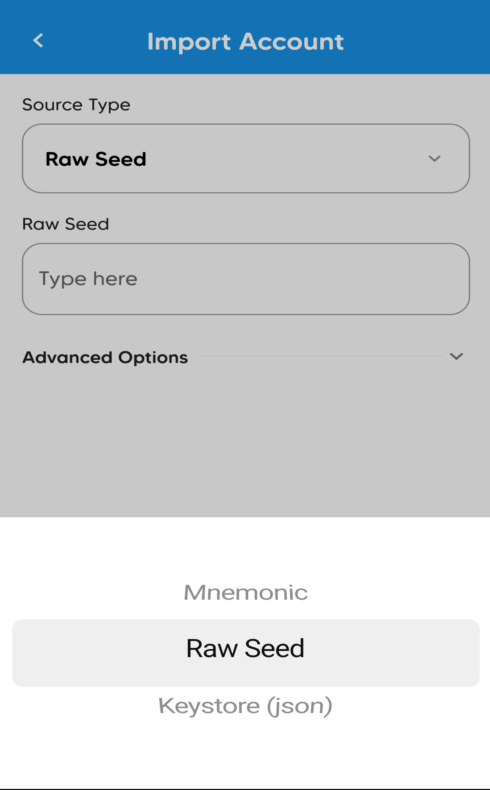 Import Account
Source Type
Raw Seed
Raw Seed
Type here
Advanced Options
Mnemonic
Raw Seed
Keystore (json)